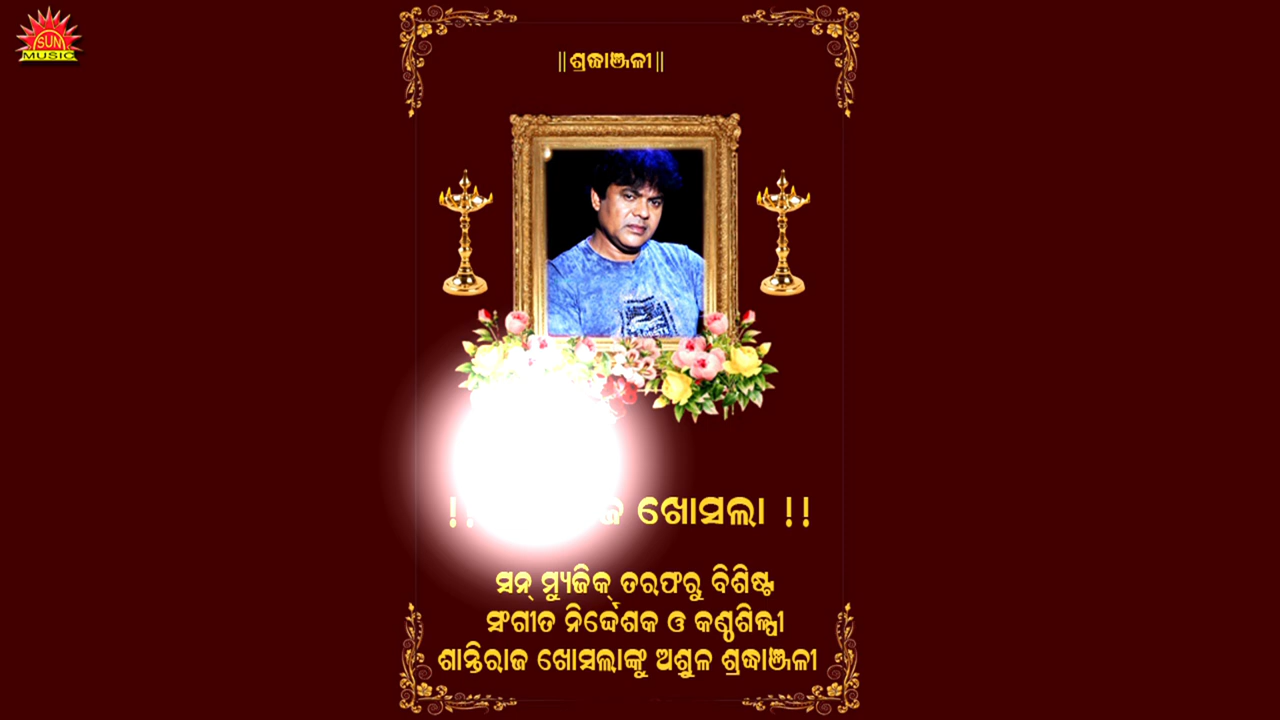 SUN
MUSIC
||ଶ୍ରଦ୍ଧାଞ୍ଜଳୀ||
!! ଖୋସଲା !!
ସନ୍ ମ୍ୟୁଜିକ୍ ତରଫରୁ ବିଶିଷ୍ଟ
ସଂଗୀତ ନିର୍ଦ୍ଦେଶକ ଓ କଣ୍ଠଶିଳ୍ପୀ
ଶାନ୍ତିରାଜ ଖୋସଲାଙ୍କୁ ଅଶ୍ରୁଳ ଶ୍ରଦ୍ଧାଞ୍ଜଳୀ